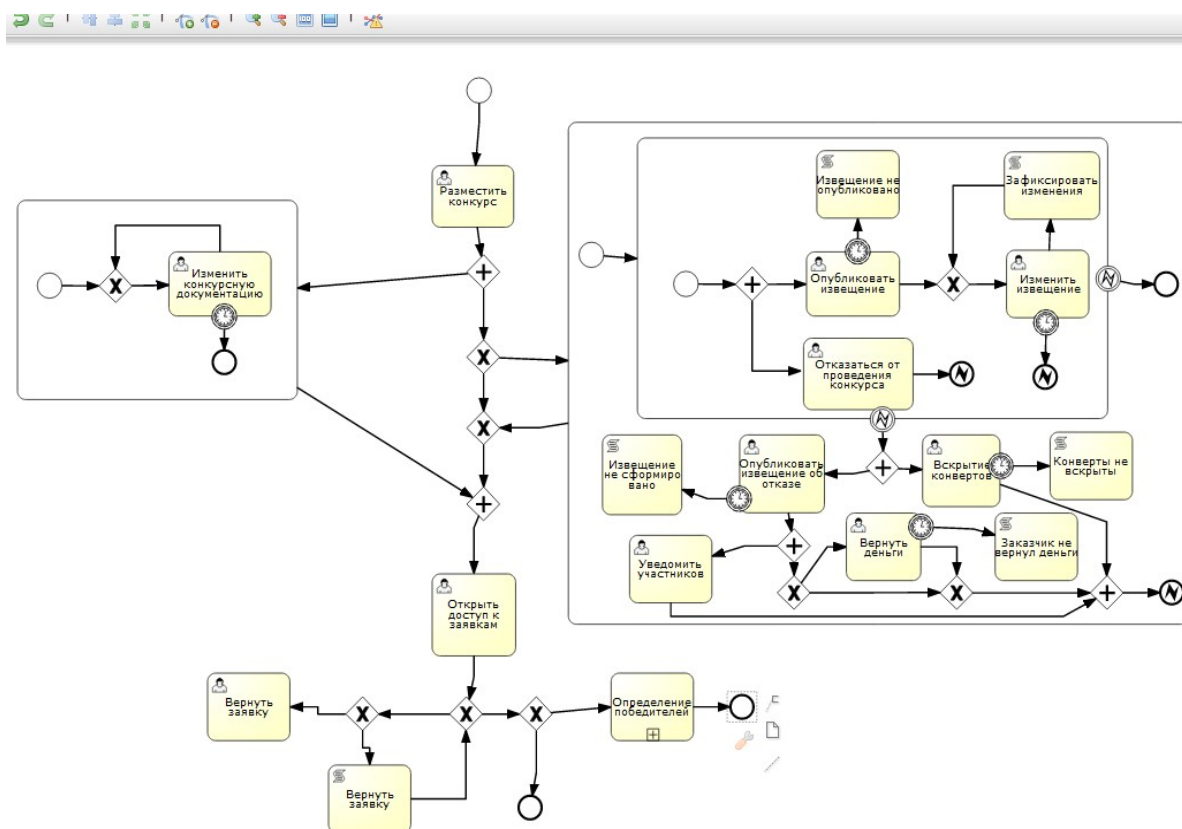 Разместить
конкурс
Извещение не
опубликовано
Зафиксировать
изменения
Изменить
конкурсную
документацию
Опубликовать
извещение
Изменить
извещение
Отказаться от
проведения
конкурса
Извещение
не сформиро
вано
Опубликовать
извещение об
отказе
Вскрытие
конвертов
Конверты не
вскрыты
Уведомить
участников
Вернуть
деньги
Заказчик не
вернул деньги
Открыть
доступ к
заявкам
Вернуть
заявку
Определение
победителей
Вернуть
заявку